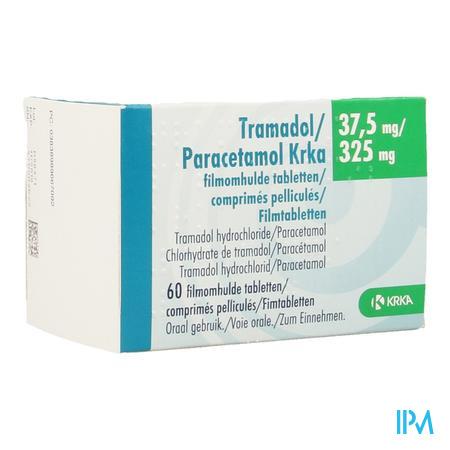 Tramadol/
Paracetamol Krka
filmomhulde tabletten/
comprimés pelliculés/
Filmtabletten
37,5 mg/
325 mg
Tramadol hydrochloride/Paracetamol
Chlorhydrate de tramadol/Paracétamol
Tramadol hydrochlorid/Paracetamol
60 filmomhulde tabletten/
comprimés pelliculés/Fimtabletten
Oraal gebruik./Voie orale./Zum Einnehmen.
KRKA
IPM